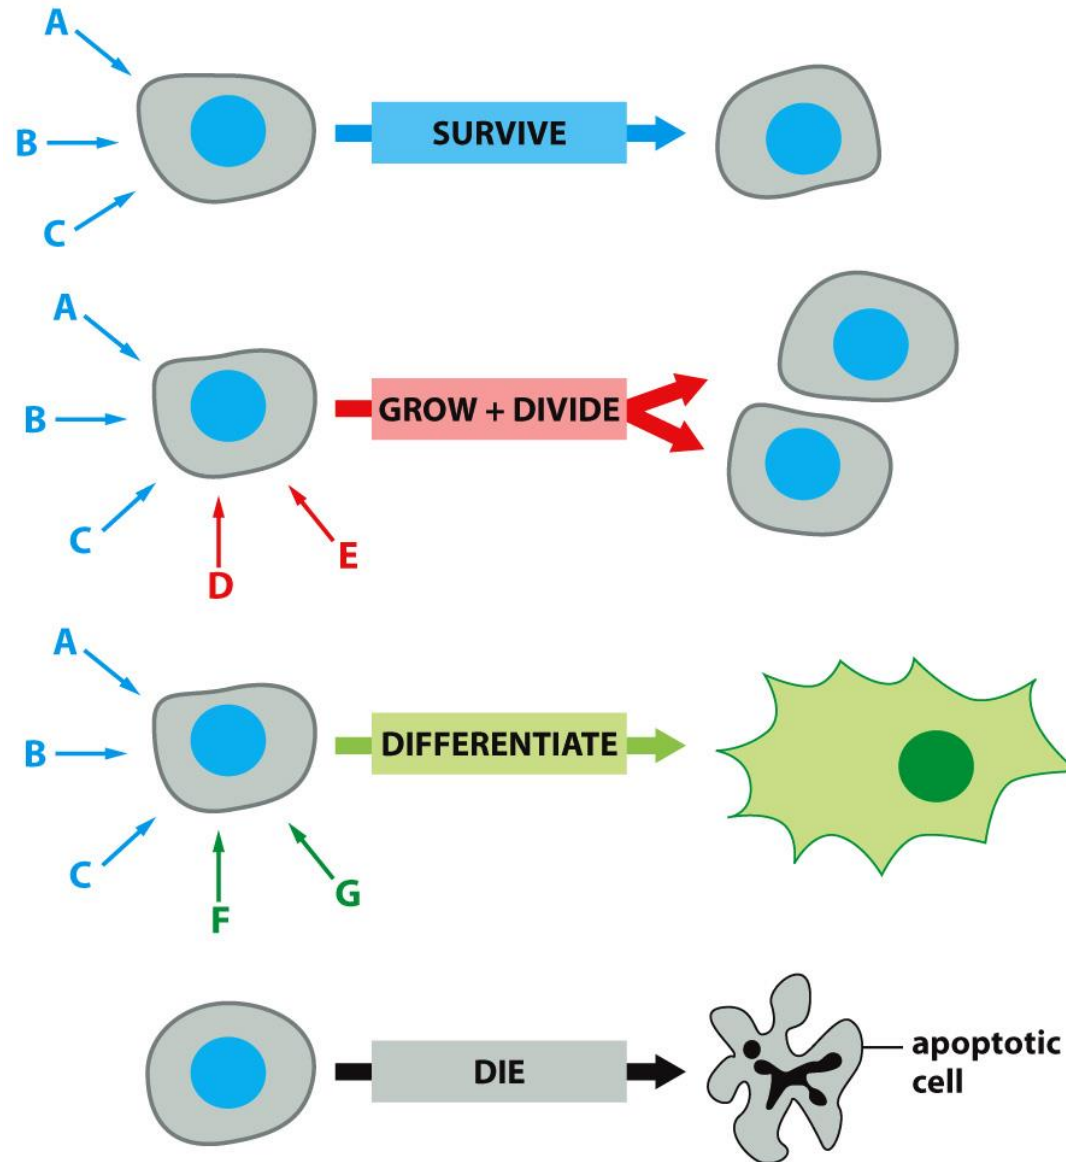 A
B
C
SURVIVE
A
B
C
D
E
GROW + DIVIDE
A
B
C
F
G
DIFFERENTIATE
DIE
apoptotic
cell